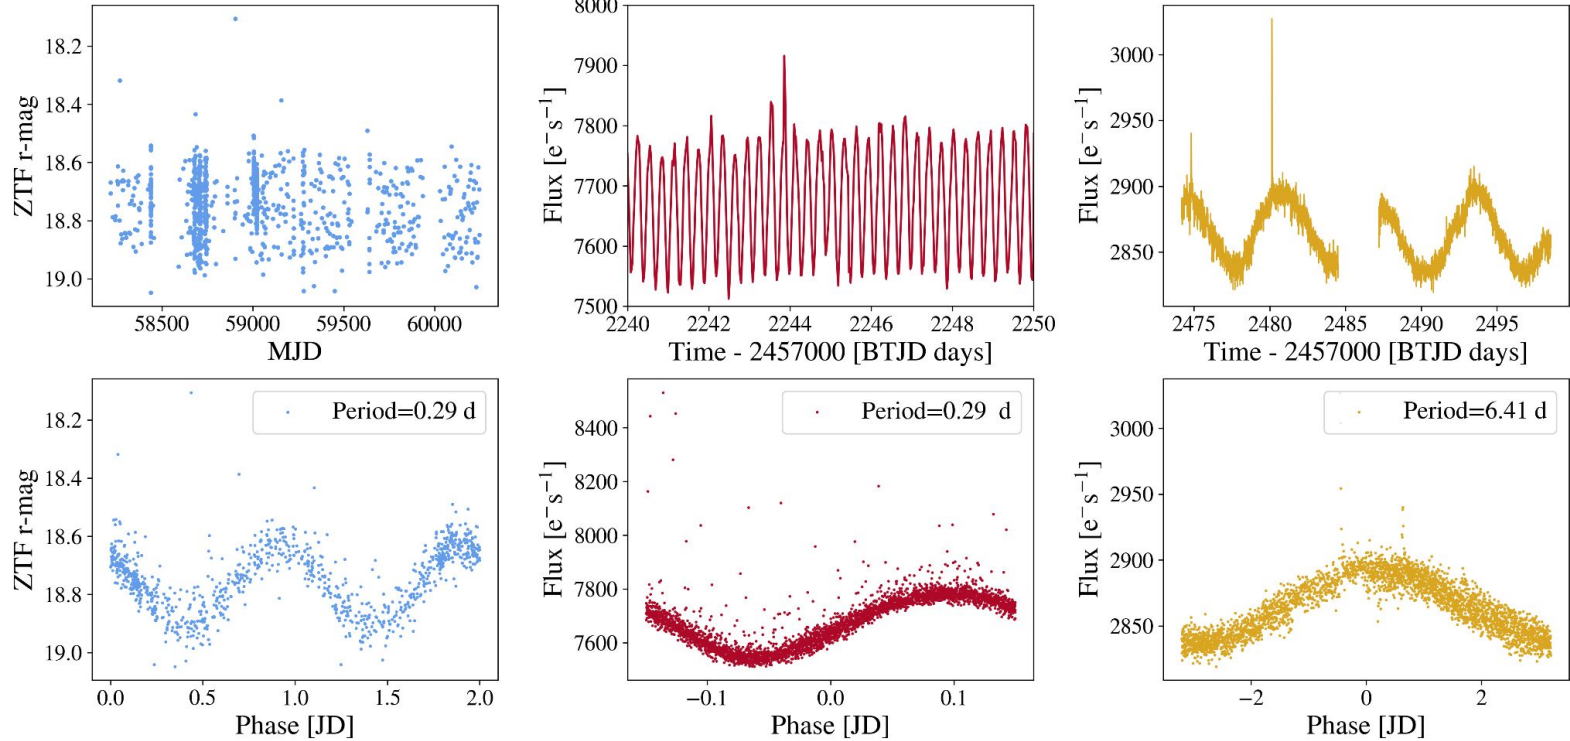 ZTF r-mag
18.2
18.4
18.6
18.8
19.0
58500 59000 59500 60000
MJD
Flux [e⁻ s⁻¹]
8000
7900
7800
7700
7600
7500
2240 2242 2244 2246 2248 2250
Time - 2457000 [BTJD days]
Flux [e⁻ s⁻¹]
3000
2950
2900
2850
2475 2480 2485 2490 2495
Time - 2457000 [BTJD days]
ZTF r-mag
18.2
18.4
18.6
18.8
19.0
Period=0.29 d
0.0 0.5 1.0 1.5 2.0
Phase [JD]
Flux [e⁻ s⁻¹]
8400
8200
8000
7800
7600
Period=0.29 d
−0.1 0.0 0.1
Phase [JD]
Flux [e⁻ s⁻¹]
3000
2950
2900
2850
Period=6.41 d
−2 0 2
Phase [JD]